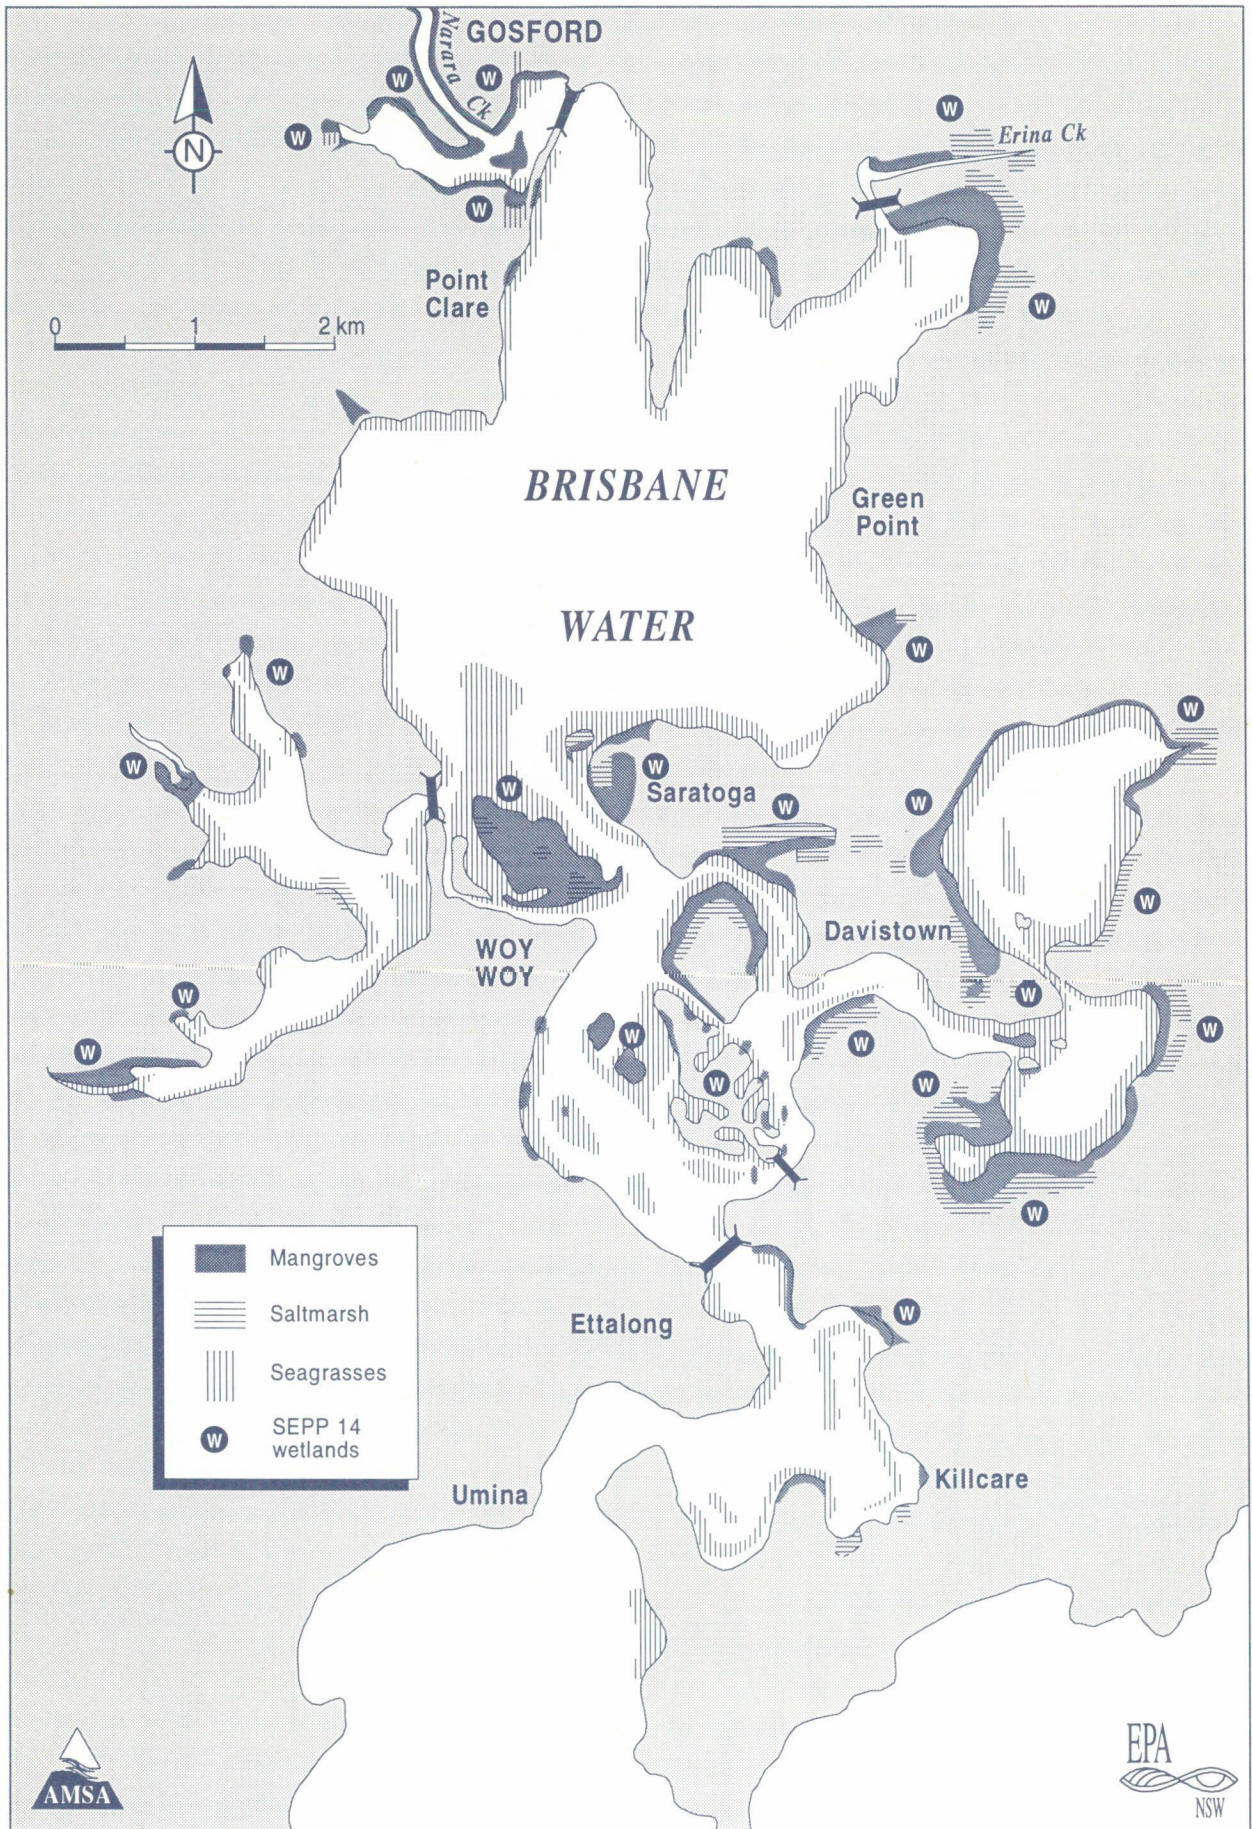 GOSFORD
Narara
Ck
W
W
W
W
N
W
Erina Ck
W
Point
Clare
0 1 2 km
BRISBANE
WATER
Green
Point
W
W
W
W
W
Saratoga
W
W
W
W
W
Davistown
WOY
WOY
W
W
W
W
W
W
W
W
W
Mangroves
Saltmarsh
Seagrasses
W SEPP 14
wetlands
Ettalong
W
Umina
Killcare
AMSA
EPA
NSW